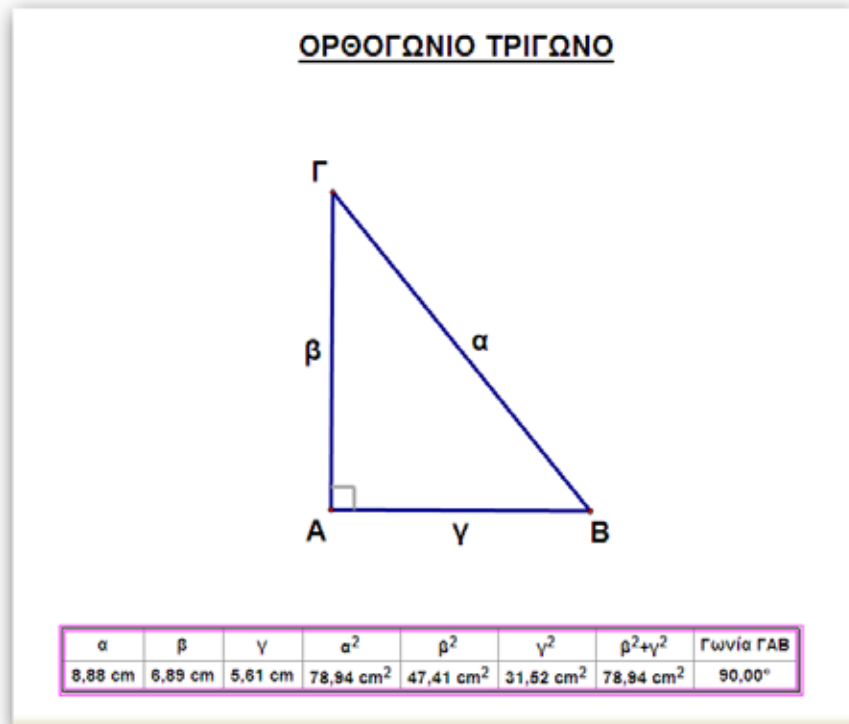 ΟΡΘΟΓΩΝΙΟ ΤΡΙΓΩΝΟ
Γ
β
α
Α
γ
Β
α β γ α² β² γ² β²+γ² Γωνία ΓΑΒ
8,88 cm 6,89 cm 5,61 cm 78,94 cm² 47,41 cm² 31,52 cm² 78,94 cm² 90,00°